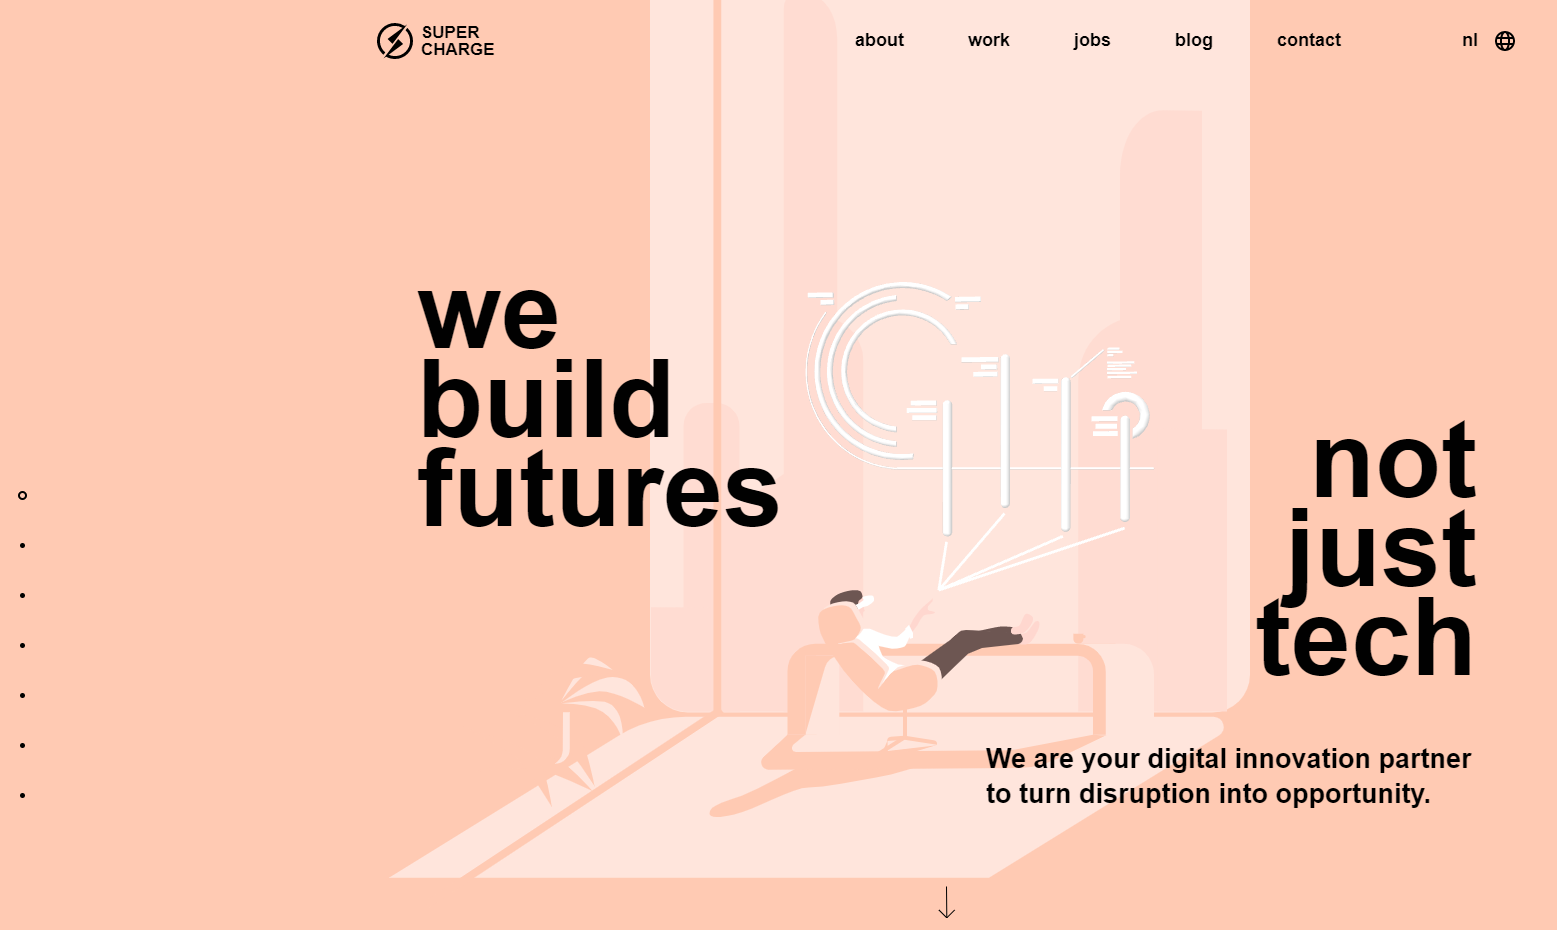 SUPER
CHARGE
about
work
jobs
blog
contact
nl
we
build
futures
not
just
tech
We are your digital innovation partner
to turn disruption into opportunity.